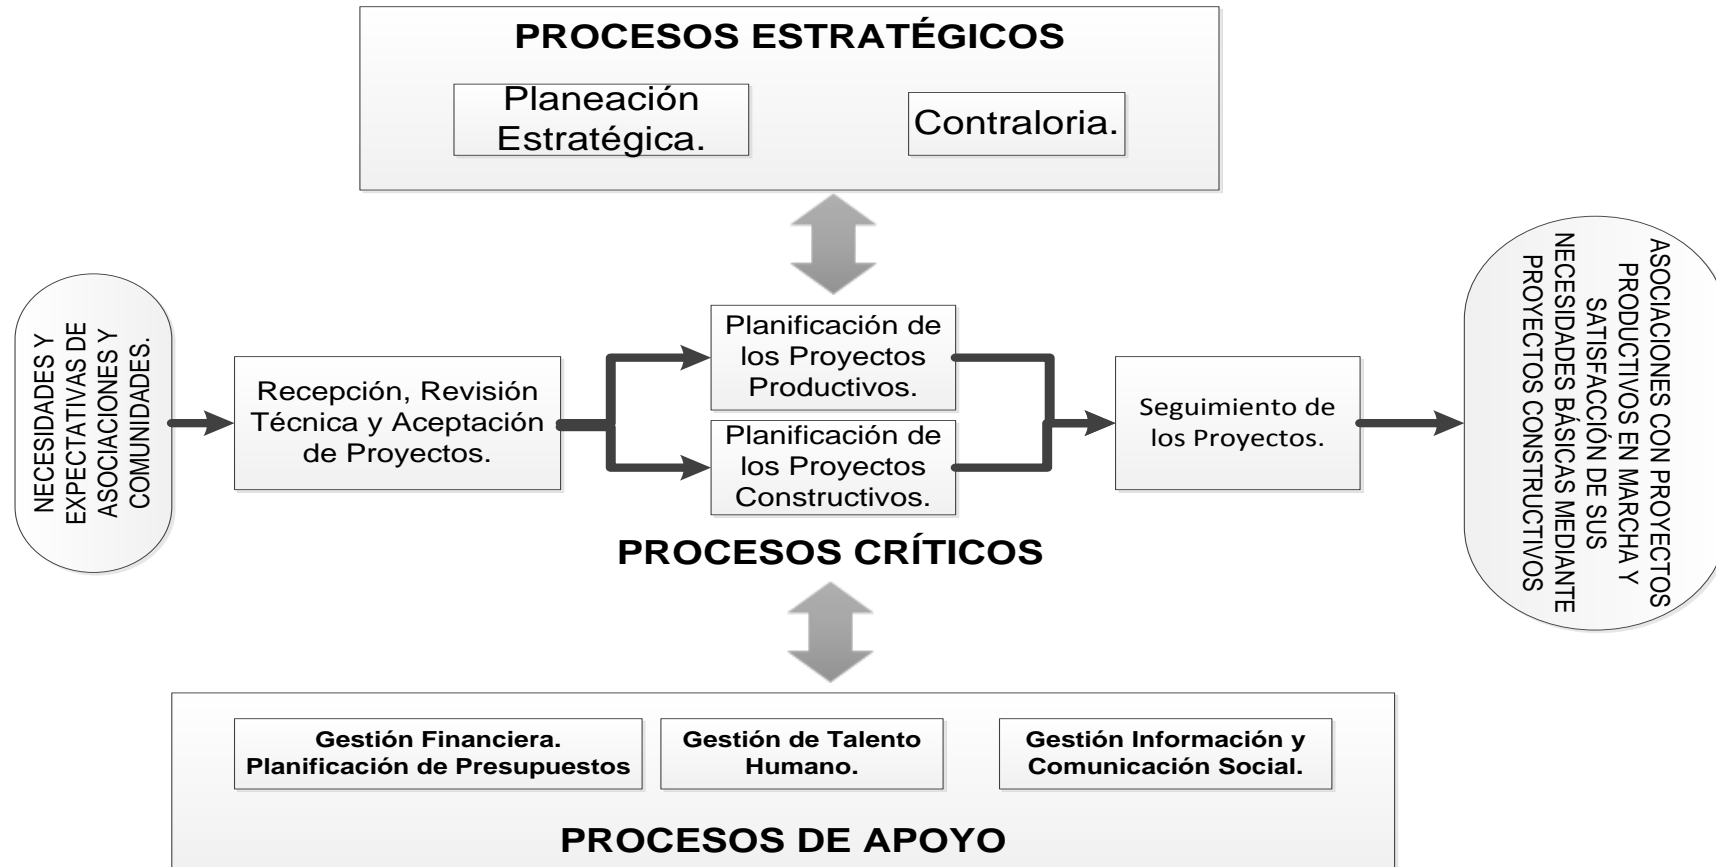 PROCESOS ESTRATÉGICOS
Planeación
Estratégica.
Contraloria.
NECESIDADES Y
EXPECTATIVAS DE
ASOCIACIONES Y
COMUNIDADES.
Recepción, Revisión
Técnica y Aceptación
de Proyectos.
Planificación de
los Proyectos
Productivos.
Planificación de
los Proyectos
Constructivos.
Seguimiento de
los Proyectos.
ASOCIACIONES CON PROYECTOS
PRODUCTIVOS EN MARCHA Y
SATISFACCIÓN DE SUS
NECESIDADES BÁSICAS MEDIANTE
PROYECTOS CONSTRUCTIVOS
PROCESOS CRÍTICOS
Gestión Financiera.
Planificación de Presupuestos
Gestión de Talento
Humano.
Gestión Información y
Comunicación Social.
PROCESOS DE APOYO